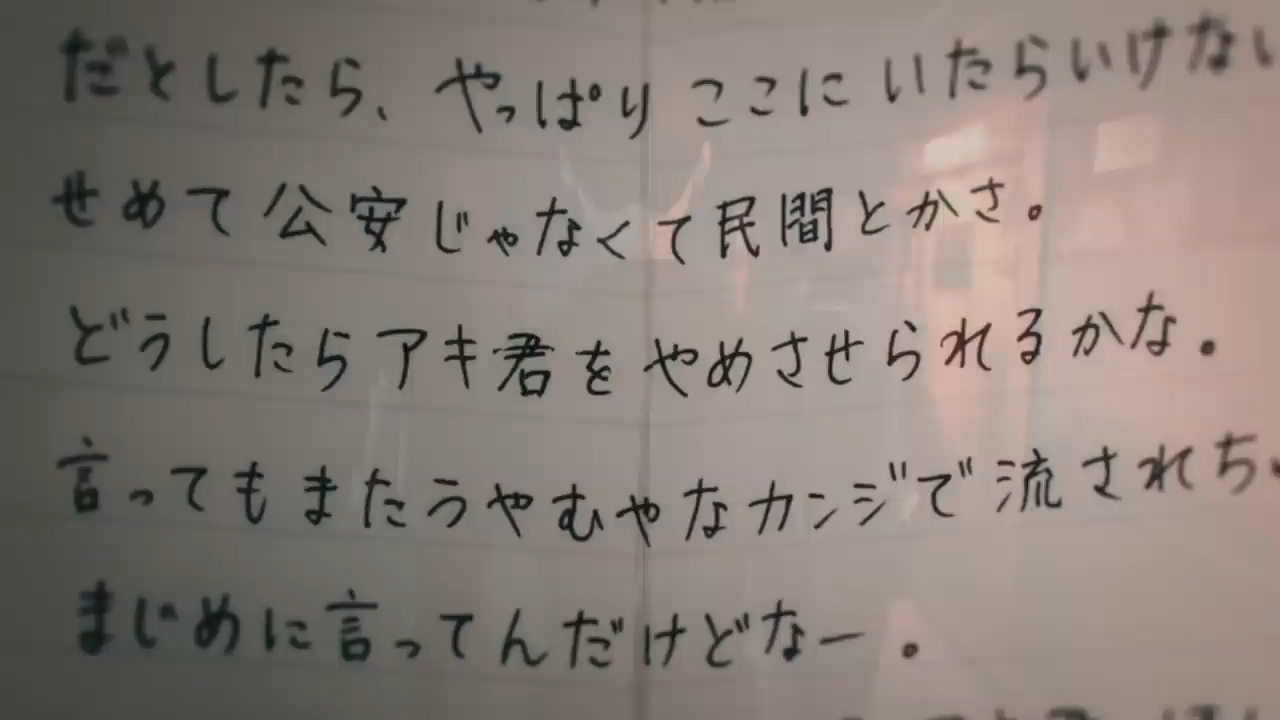 だとしたら、やっぱりここにいたらいけない
せめて公安じゃなくて民間とかさ。
どうしたらアキ君をやめさせられるかな。
言ってもまたうやむやなカンジで流されち
まじめに言ってんだけどなー。